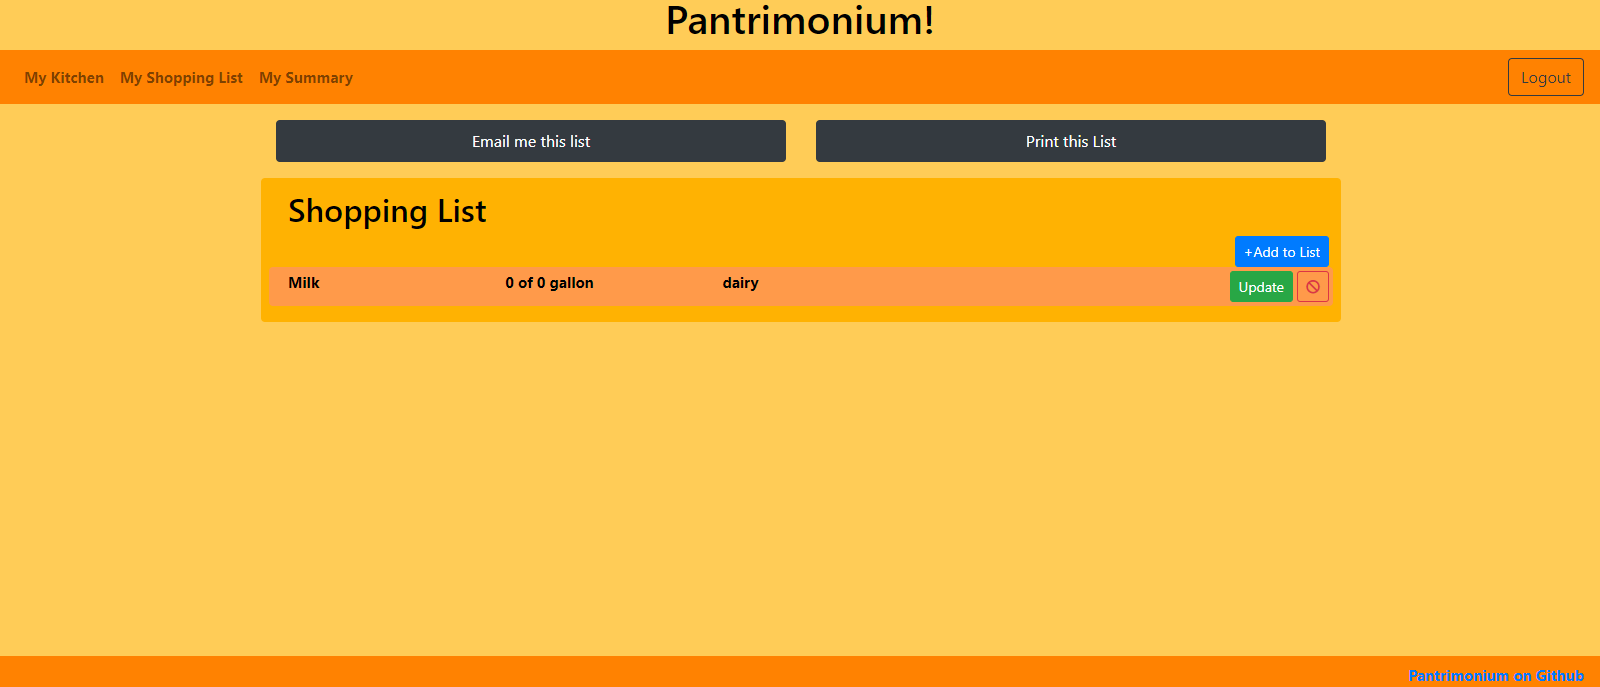 Pantrimonium!
My Kitchen My Shopping List My Summary Logout
Email me this list Print this List
Shopping List
+Add to List
Milk 0 of 0 gallon dairy Update
Pantrimonium on Github